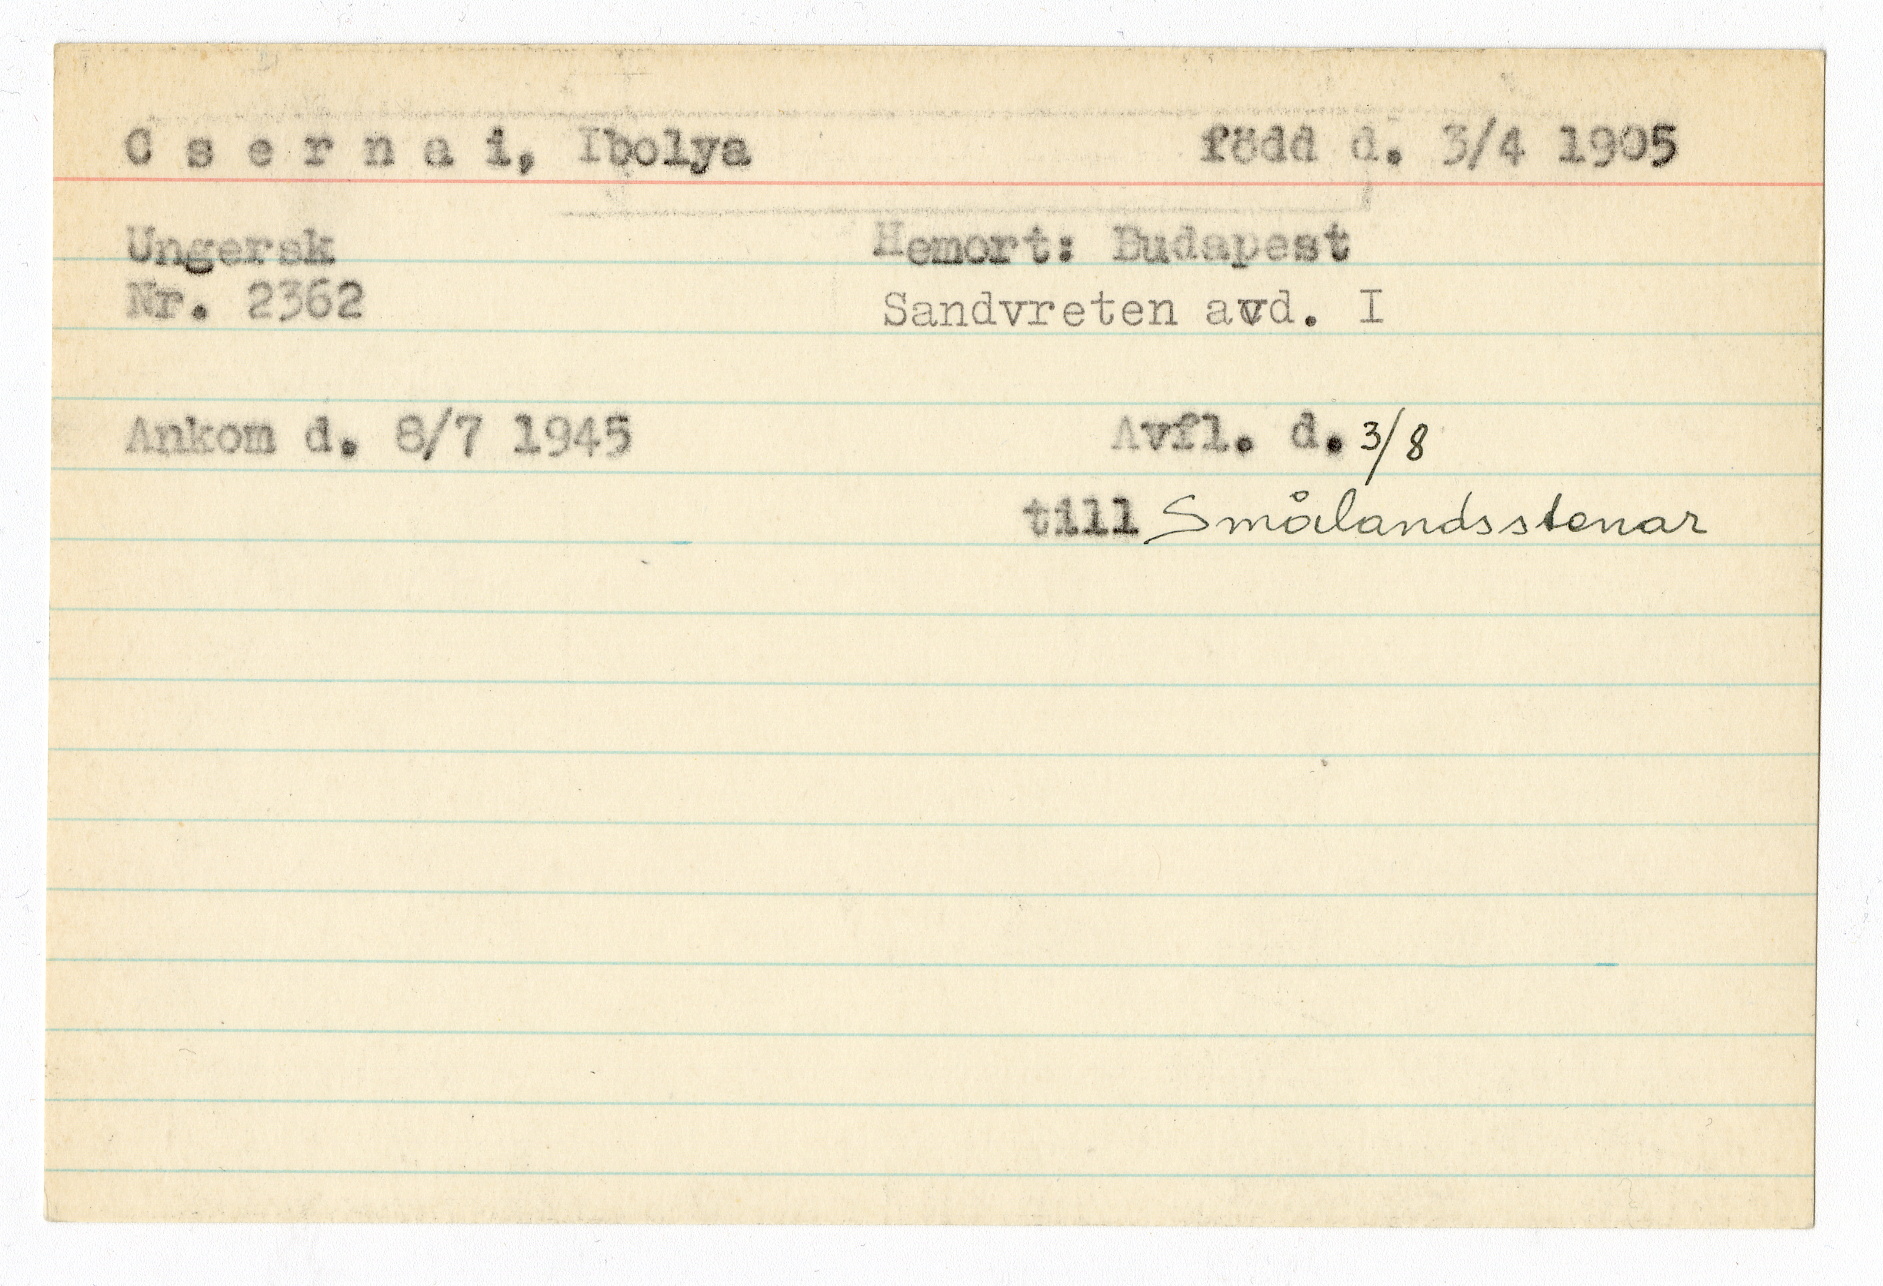 C s e r n a i, Ibolya född d. 3/4 1905
Ungersk Hemort: Budapest
Nr. 2362 Sandvreten avd. I
Ankom d. 8/7 1945 Avfl. d. 3/8
till Smålandsstenar